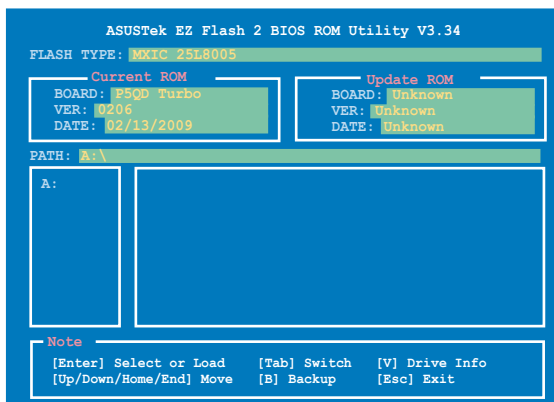 ASUSTek EZ Flash 2 BIOS ROM Utility V3.34
FLASH TYPE: MXIC 25L8005
Current ROM
BOARD: P5QD Turbo
VER: 0206
DATE: 02/13/2009
Update ROM
BOARD: Unknown
VER: Unknown
DATE: Unknown
PATH: A:\
A:
Note
[Enter] Select or Load [Tab] Switch [V] Drive Info
[Up/Down/Home/End] Move [B] Backup [Esc] Exit